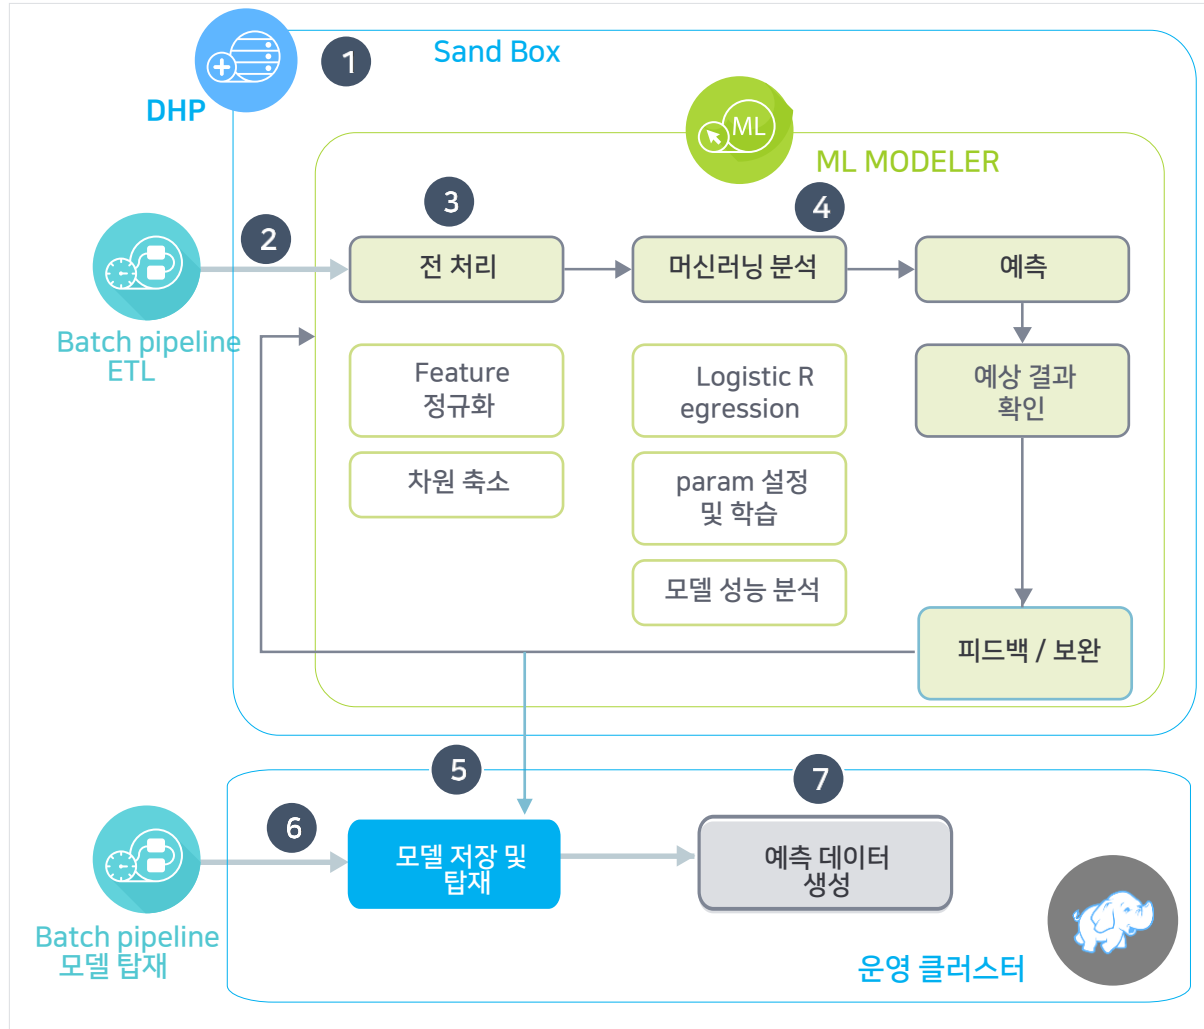 1
Sand Box
DHP
ML
ML MODELER
2
3
4
전 처리
머신러닝 분석
예측
Batch pipeline
ETL
Feature
정규화
차원 축소
Logistic R
egression
param 설정
및 학습
모델 성능 분석
예상 결과
확인
피드백 / 보완
5
6
7
모델 저장 및
탑재
예측 데이터
생성
Batch pipeline
모델 탑재
운영 클러스터